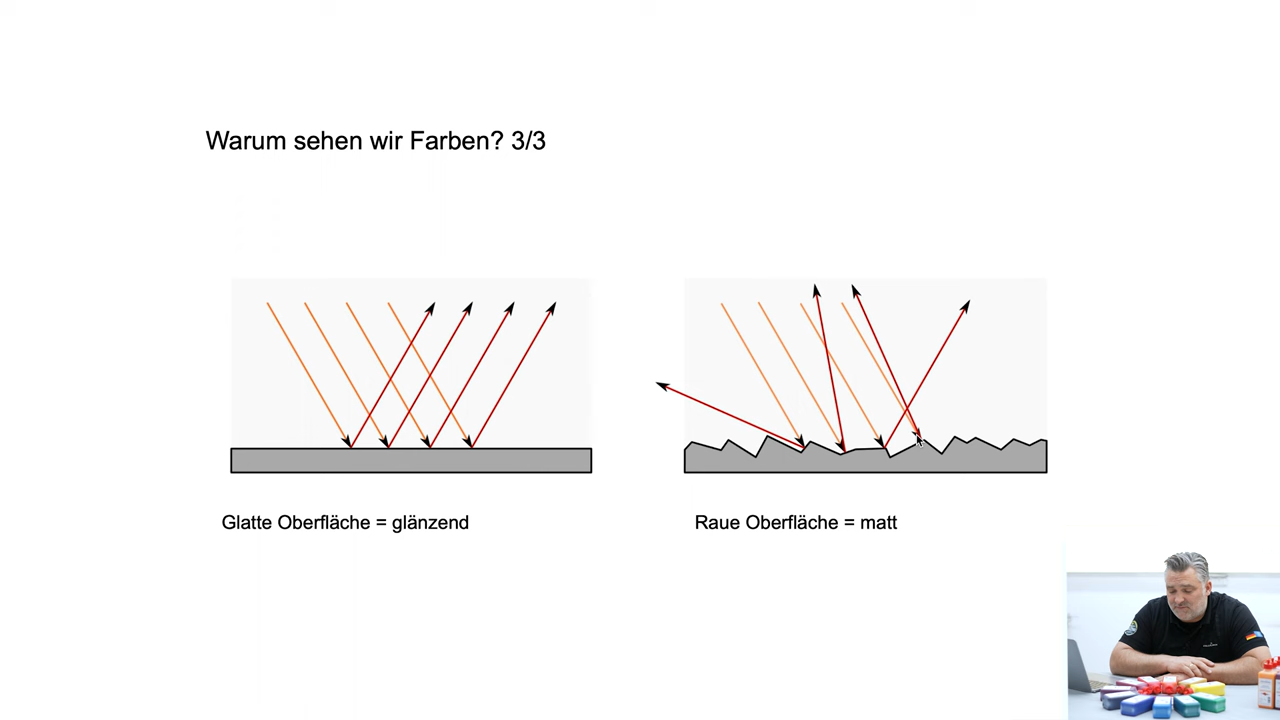 Warum sehen wir Farben? 3/3
Glatte Oberfläche = glänzend
Raue Oberfläche = matt